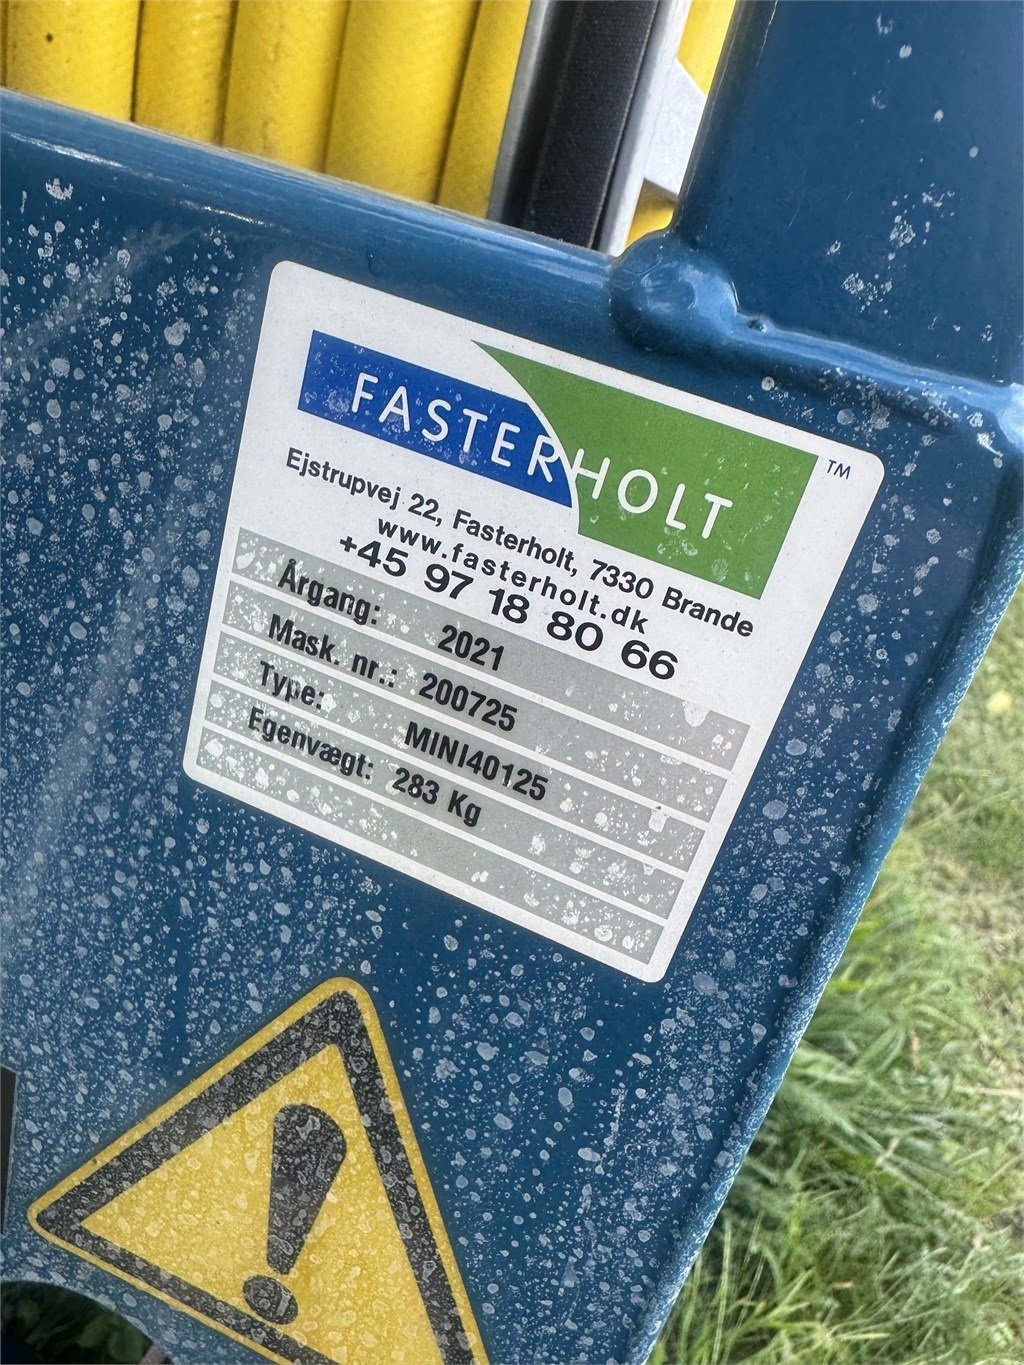 FASTERHOLT TM
Ejstrupvej 22, Fasterholt, 7330 Brande
www.fasterholt.dk
+45 97 18 80 66
Årgang: 2021
Mask. nr.: 200725
Type: MINI40125
Egenvægt: 283 Kg
!